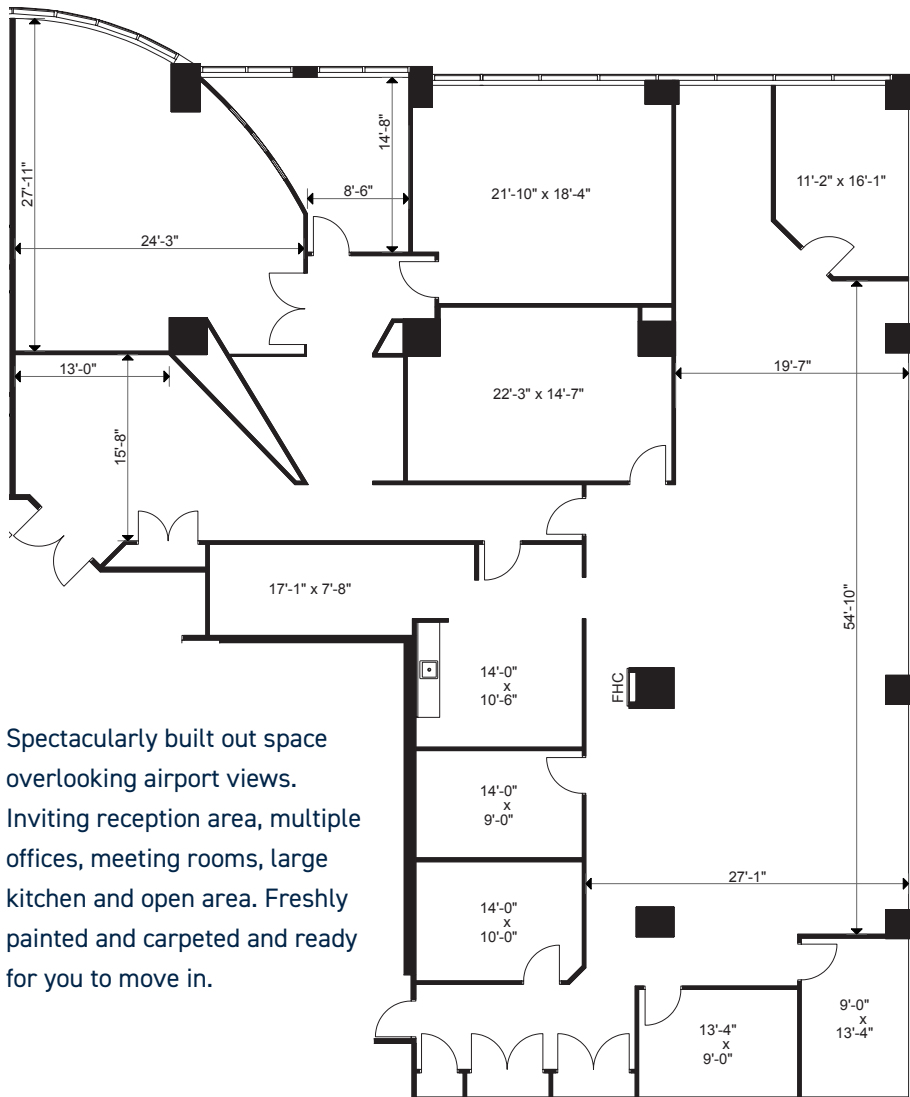 27'-11"
14'-8"
8'-6"
21'-10" x 18'-4"
11'-2" x 16'-1"
24'-3"
13'-0"
19'-7"
22'-3" x 14'-7"
15'-8"
17'-1" x 7'-8"
54'-10"
14'-0"
x
10'-6"
FHC
Spectacularly built out space
overlooking airport views.
Inviting reception area, multiple
offices, meeting rooms, large
kitchen and open area. Freshly
painted and carpeted and ready
for you to move in.
14'-0"
x
9'-0"
27'-1"
14'-0"
x
10'-0"
13'-4"
x
9'-0"
9'-0"
x
13'-4"